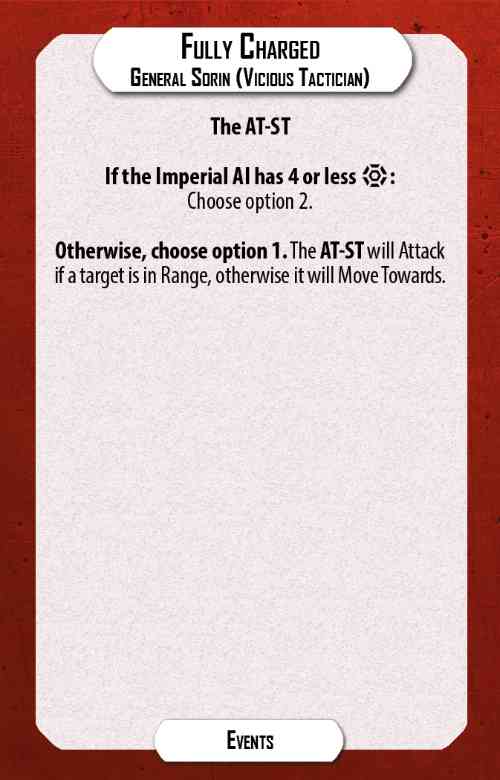 Fully Charged
General Sorin (Vicious Tactician)
The AT-ST
If the Imperial AI has 4 or less :
Choose option 2.
Otherwise, choose option 1. The AT-ST will Attack
if a target is in Range, otherwise it will Move Towards.
Events